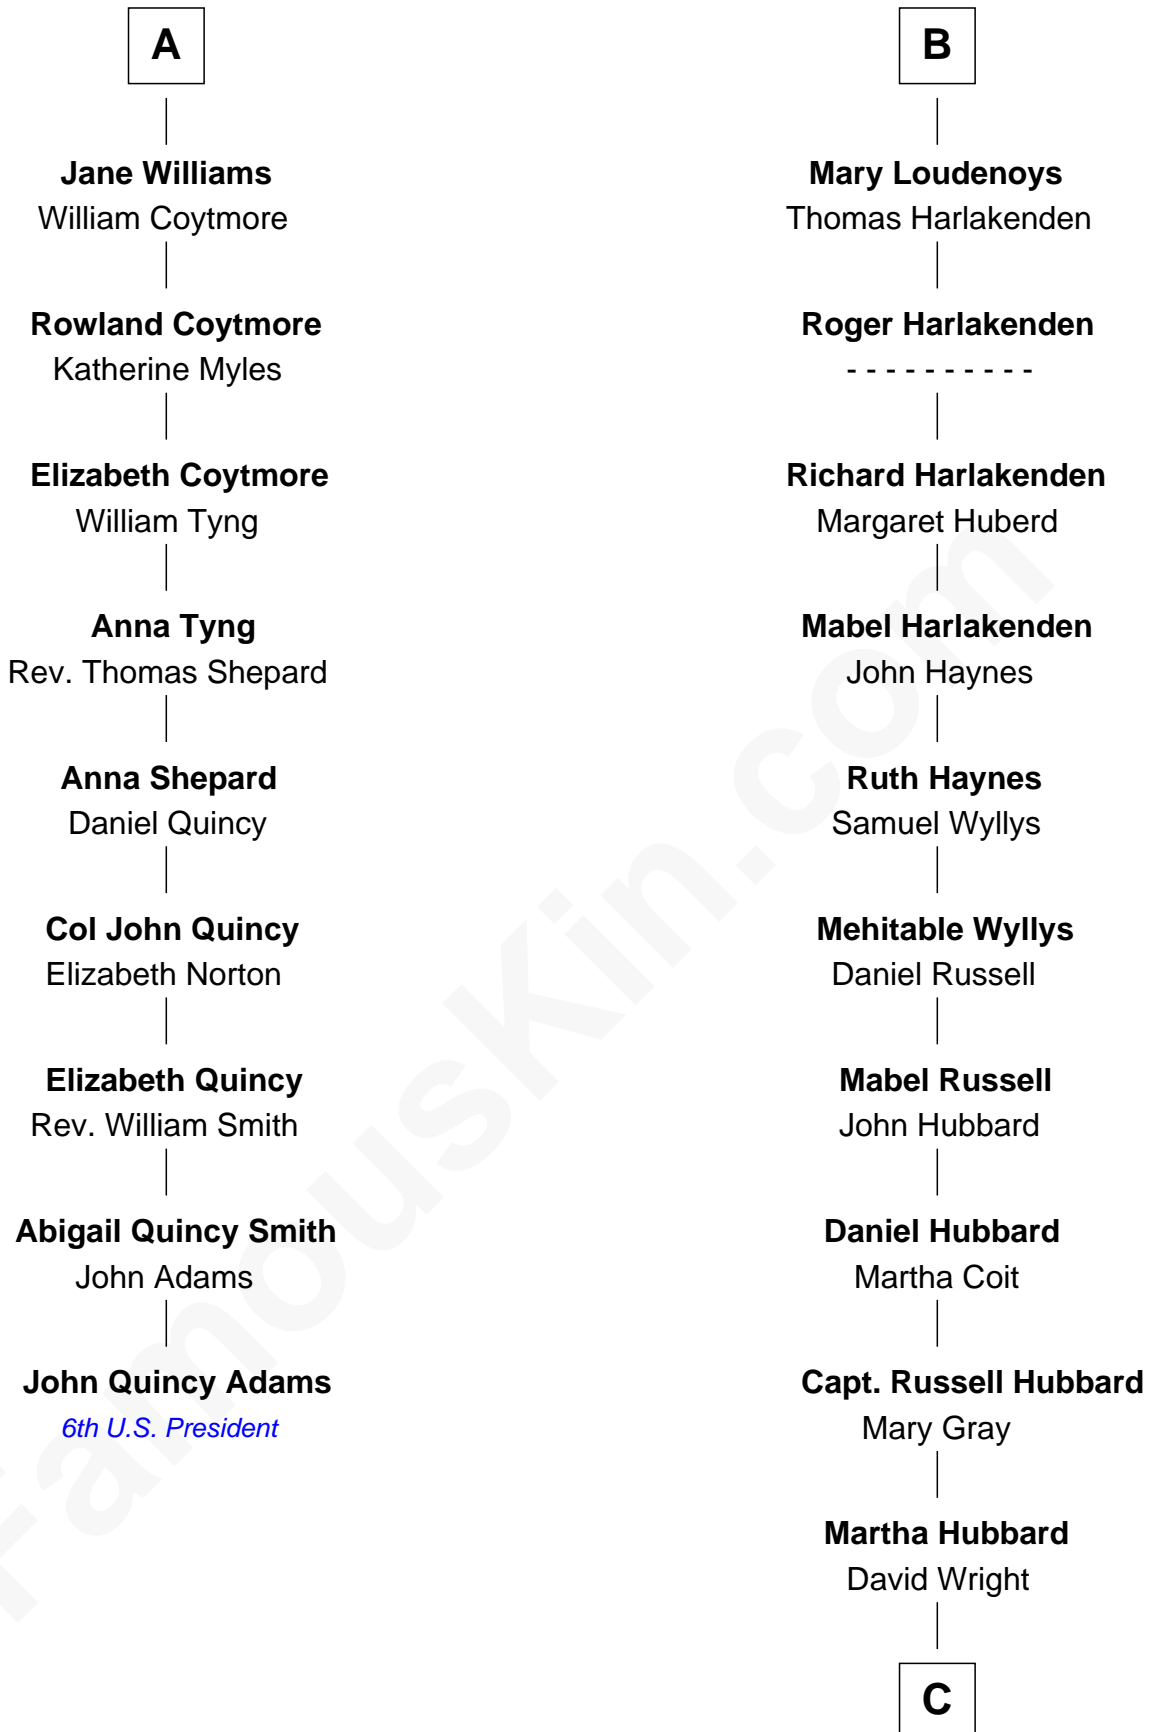 A
Jane Williams
William Coytmore
Rowland Coytmore
Katherine Myles
Elizabeth Coytmore
William Tyng
Anna Tyng
Rev. Thomas Shepard
Anna Shepard
Daniel Quincy
Col John Quincy
Elizabeth Norton
Elizabeth Quincy
Rev. William Smith
Abigail Quincy Smith
John Adams
John Quincy Adams
6th U.S. President
B
Mary Loudenoys
Thomas Harlakenden
Roger Harlakenden
- - - - - - - - - -
Richard Harlakenden
Margaret Huberd
Mabel Harlakenden
John Haynes
Ruth Haynes
Samuel Wyllys
Mehitable Wyllys
Daniel Russell
Mabel Russell
John Hubbard
Daniel Hubbard
Martha Coit
Capt. Russell Hubbard
Mary Gray
Martha Hubbard
David Wright
C
FamousKin.com